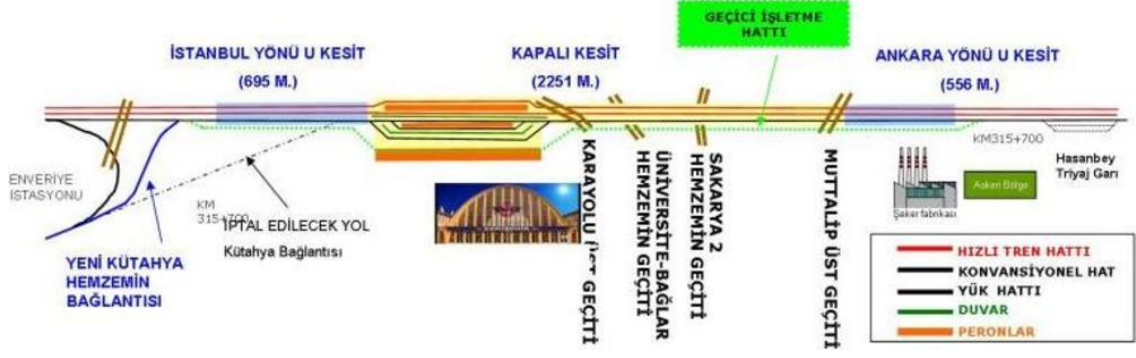 GEÇİCİ İŞLETME
HATTI
İSTANBUL YÖNÜ U KESİT
(695 M.)
KAPALI KESİT
(2251 M.)
ANKARA YÖNÜ U KESİT
(556 M.)
ENVERİYE
İSTASYONU
KM
315+700
İPTAL EDİLECEK YOL
Kütahya Bağlantısı
YENİ KÜTAHYA
HEMZEMİN
BAĞLANTISI
KARAYOLU ÜST GEÇİTİ
ÜNİVERSİTE-BAĞLAR
HEMZEMİN GEÇİTİ
SAKARYA 2
HEMZEMİN GEÇİTİ
MUTTALİP ÜST GEÇİTİ
KM315+700
Hasanbey
Triyaj Garı
Şeker fabrikası
Askeri Bölge
HIZLI TREN HATTI
KONVANSİYONEL HAT
YÜK HATTI
DUVAR
PERONLAR